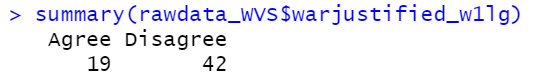 > summary(rawdata_WVS$warjustified_w1lg)
Agree Disagree
19 42